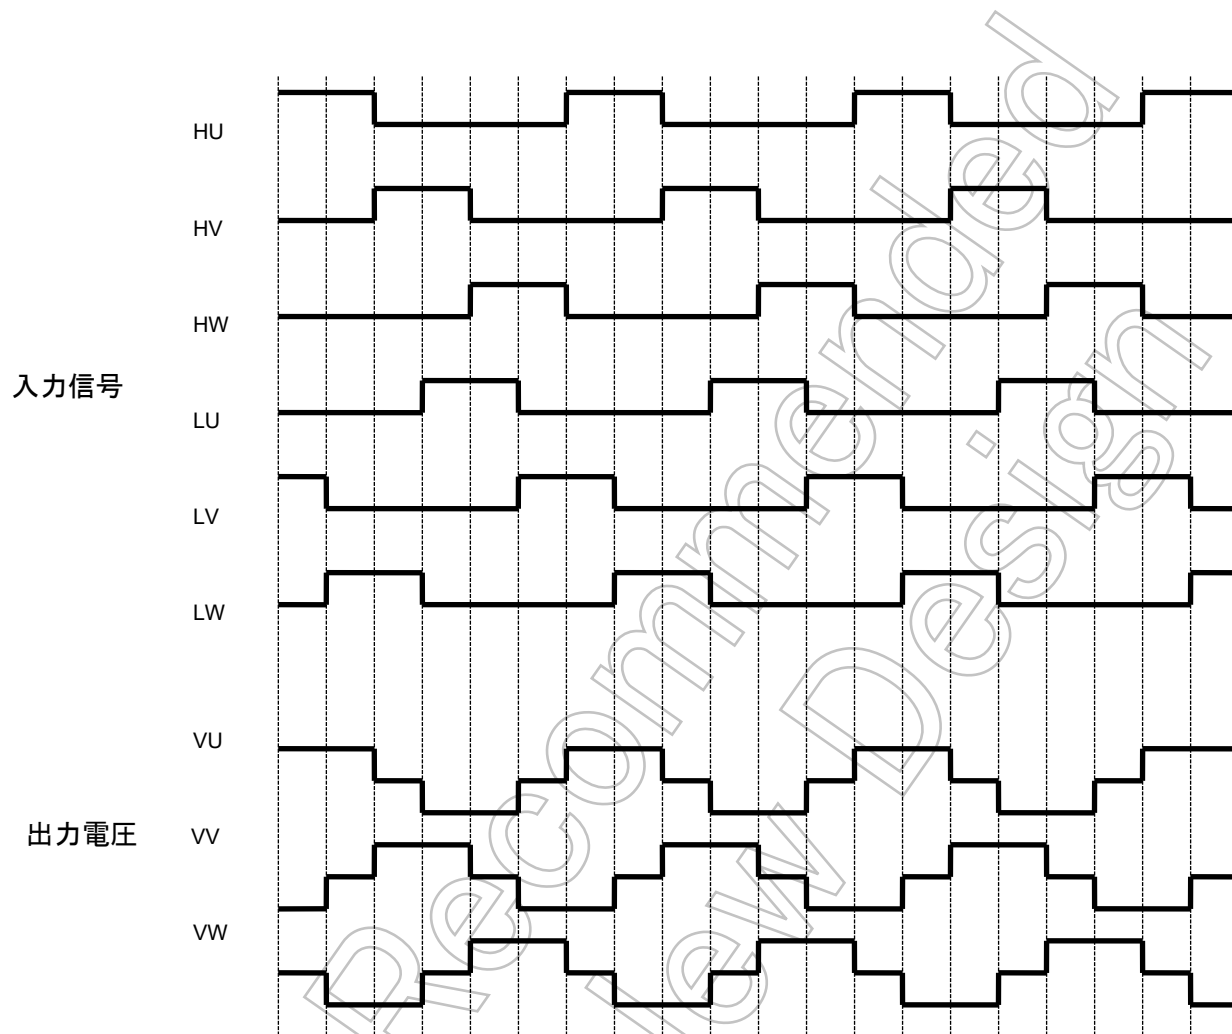 HU
HV
HW
入力信号
LU
LV
LW
VU
出力電圧
VV
VW
Recommended
New Design